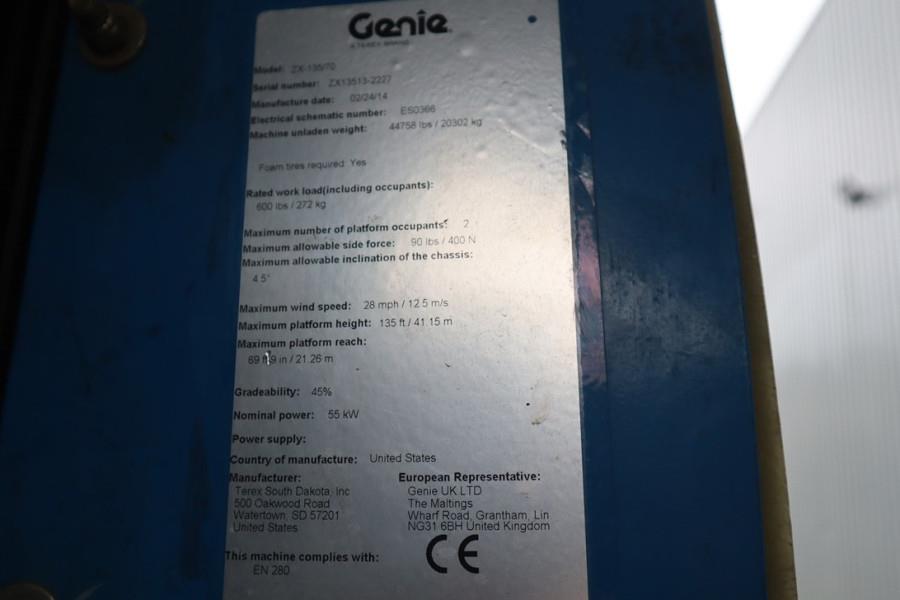 Genie
A TEREX BRAND
Model: ZX-135/70
Serial number: ZX13513-2227
Manufacture date: 02/24/14
Electrical schematic number: ES0366
Machine unladen weight: 44758 lbs / 20302 kg
Foam tires required: Yes
Rated work load(including occupants):
600 lbs / 272 kg
Maximum number of platform occupants: 2
Maximum allowable side force: 90 lbs / 400 N
Maximum allowable inclination of the chassis:
4.5°
Maximum wind speed: 28 mph / 12.5 m/s
Maximum platform height: 135 ft / 41.15 m
Maximum platform reach:
69 ft 9 in / 21.26 m
Gradeability: 45%
Nominal power: 55 kW
Power supply:
Country of manufacture: United States
Manufacturer: European Representative:
Terex South Dakota, Inc Genie UK LTD
500 Oakwood Road The Maltings
Watertown, SD 57201 Wharf Road, Grantham, Lin
United States NG31 6BH United Kingdom
This machine complies with: CE
EN 280